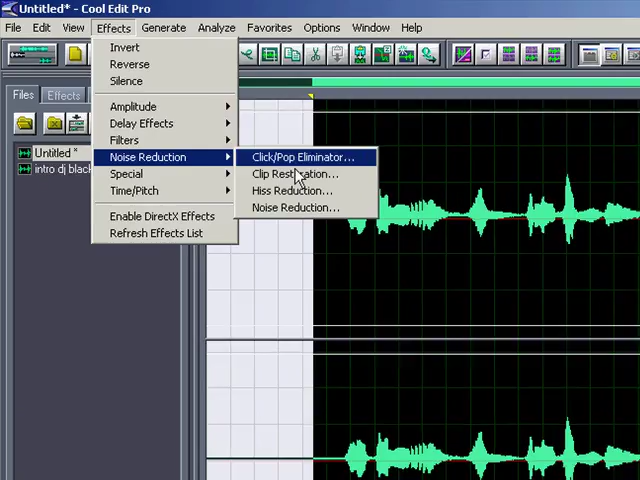 Untitled* - Cool Edit Pro
File Edit View Effects Generate Analyze Favorites Options Window Help
Invert
Reverse
Silence
Files Effects
Amplitude
Delay Effects
Filters
Untitled *
Noise Reduction
Click/Pop Eliminator...
intro dj black
Special
Clip Restoration...
Time/Pitch
Hiss Reduction...
Noise Reduction...
Enable DirectX Effects
Refresh Effects List